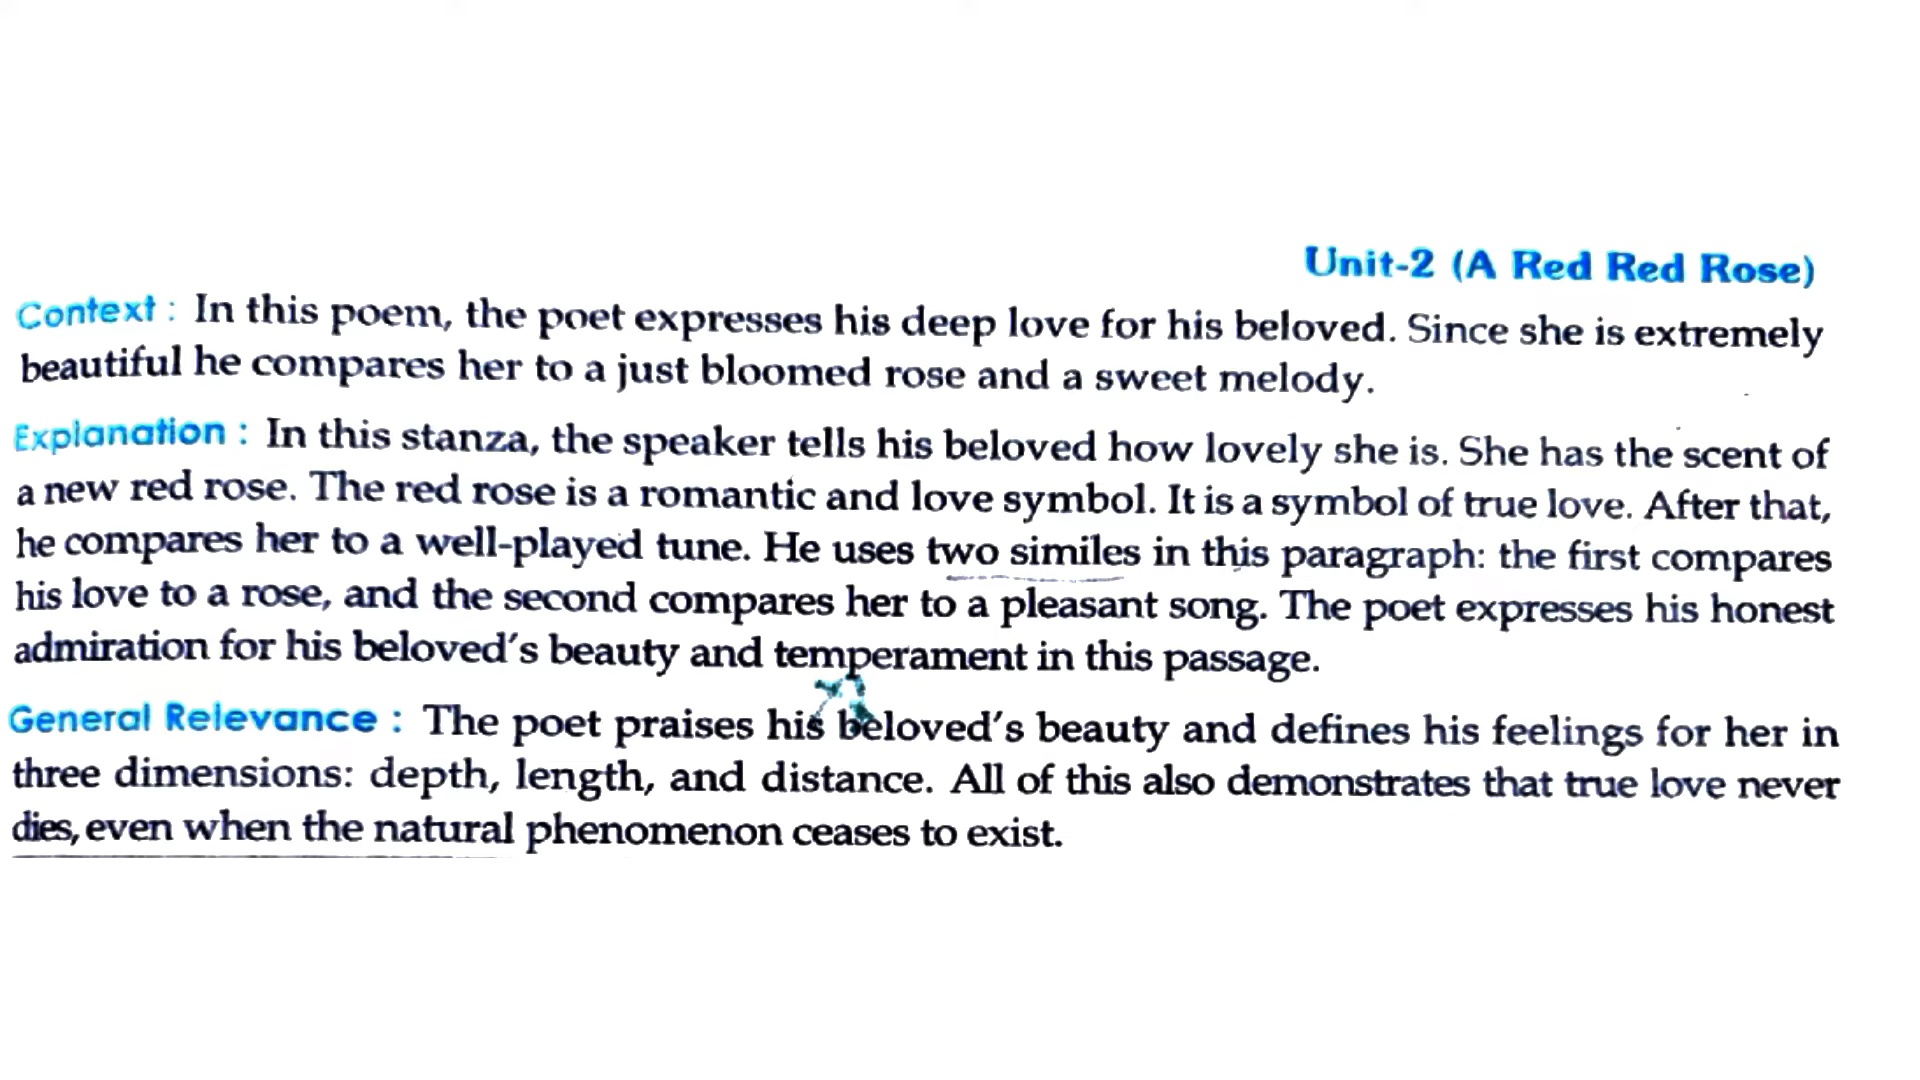 Unit-2 (A Red Red Rose)
Context : In this poem, the poet expresses his deep love for his beloved. Since she is extremely
beautiful he compares her to a just bloomed rose and a sweet melody.
Explanation : In this stanza, the speaker tells his beloved how lovely she is. She has the scent of
a new red rose. The red rose is a romantic and love symbol. It is a symbol of true love. After that,
he compares her to a well-played tune. He uses two similes in this paragraph: the first compares
his love to a rose, and the second compares her to a pleasant song. The poet expresses his honest
admiration for his beloved's beauty and temperament in this passage.
General Relevance : The poet praises his beloved's beauty and defines his feelings for her in
three dimensions: depth, length, and distance. All of this also demonstrates that true love never
dies, even when the natural phenomenon ceases to exist.